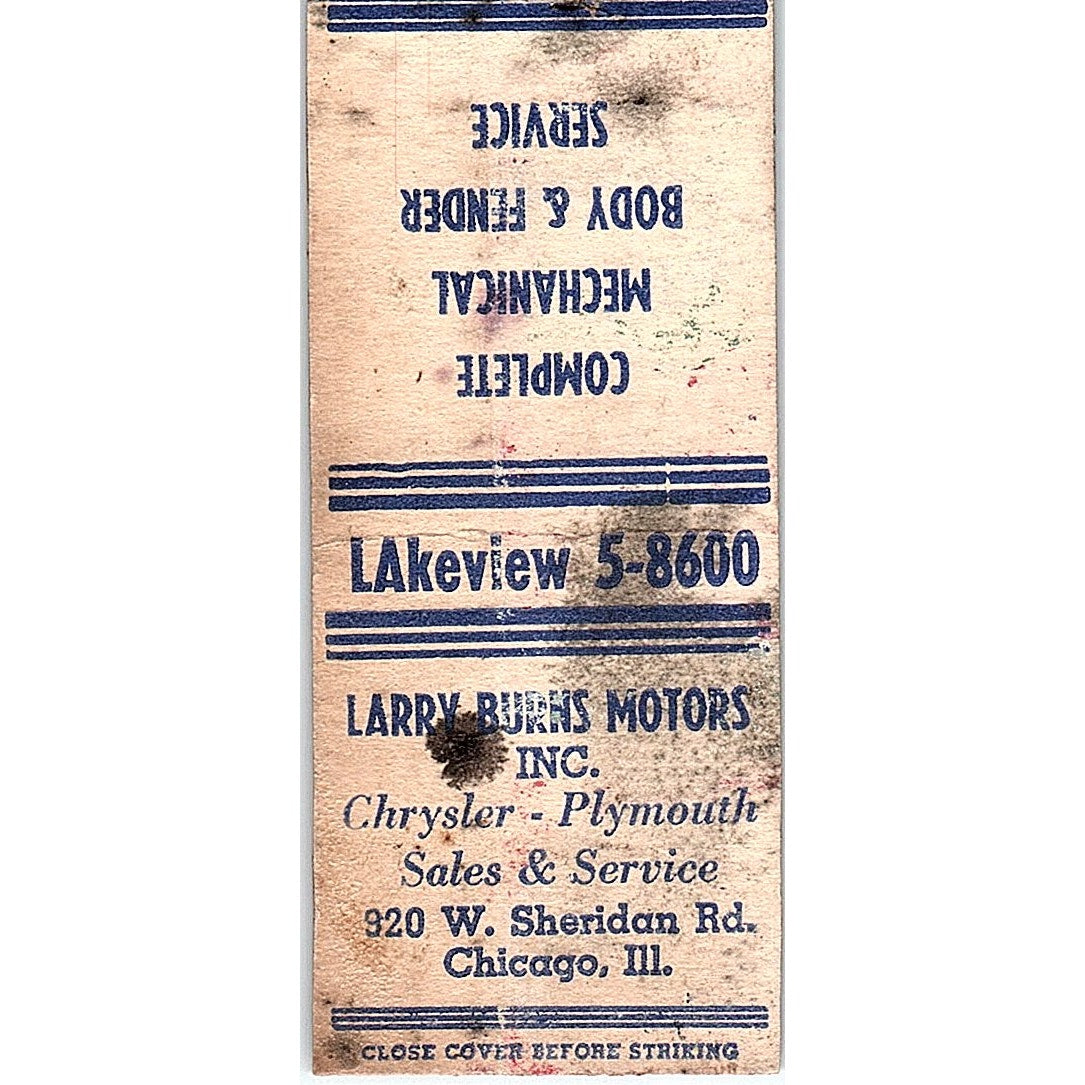 COMPLETE
MECHANICAL
BODY & FENDER
SERVICE
LAkeview 5-8600
LARRY BURNS MOTORS
INC.
Chrysler - Plymouth
Sales & Service
920 W. Sheridan Rd.
Chicago, Ill.
CLOSE COVER BEFORE STRIKING